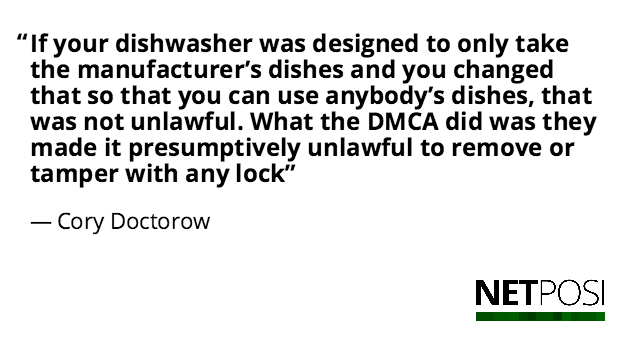 “If your dishwasher was designed to only take
the manufacturer’s dishes and you changed
that so that you can use anybody’s dishes, that
was not unlawful. What the DMCA did was they
made it presumptively unlawful to remove or
tamper with any lock”
— Cory Doctorow
NETPOSI